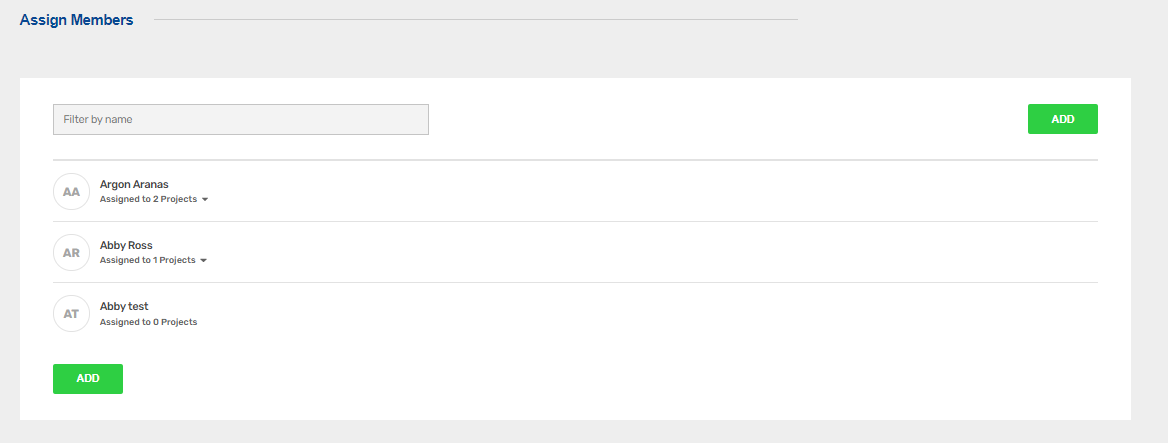 Assign Members
Filter by name
ADD
AA
Argon Aranas
Assigned to 2 Projects
AR
Abby Ross
Assigned to 1 Projects
AT
Abby test
Assigned to 0 Projects
ADD